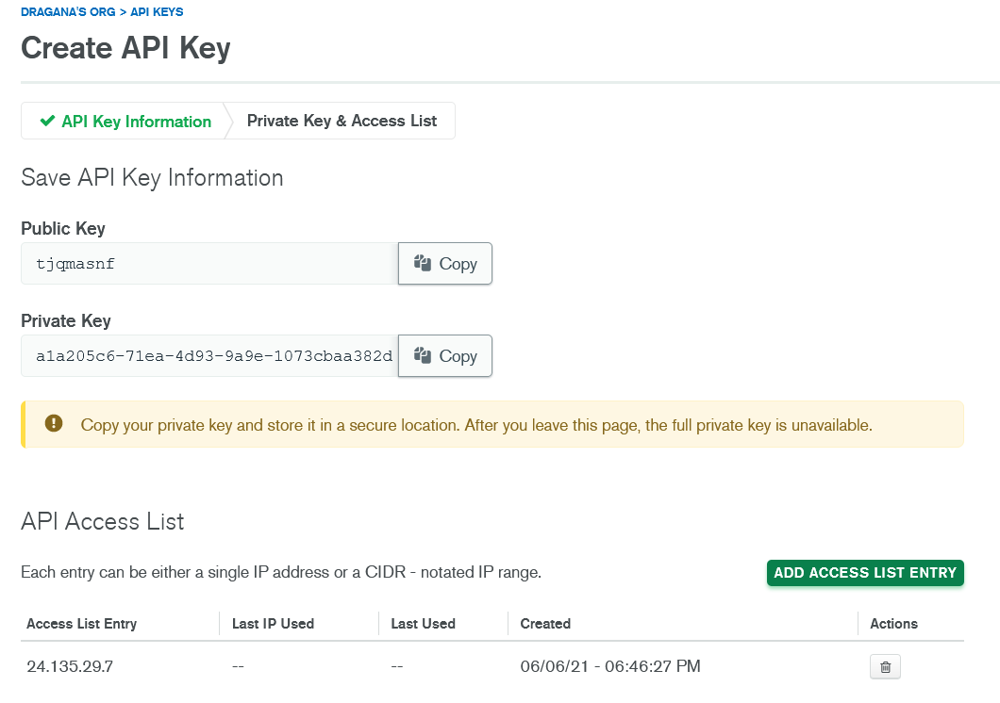 DRAGANA'S ORG > API KEYS
Create API Key
API Key Information
Private Key & Access List
Save API Key Information
Public Key
tjqmasnf
Copy
Private Key
a1a205c6-71ea-4d93-9a9e-1073cbaa382d
Copy
Copy your private key and store it in a secure location. After you leave this page, the full private key is unavailable.
API Access List
Each entry can be either a single IP address or a CIDR - notated IP range.
ADD ACCESS LIST ENTRY
Access List Entry Last IP Used Last Used Created Actions
24.135.29.7 -- -- 06/06/21 - 06:46:27 PM